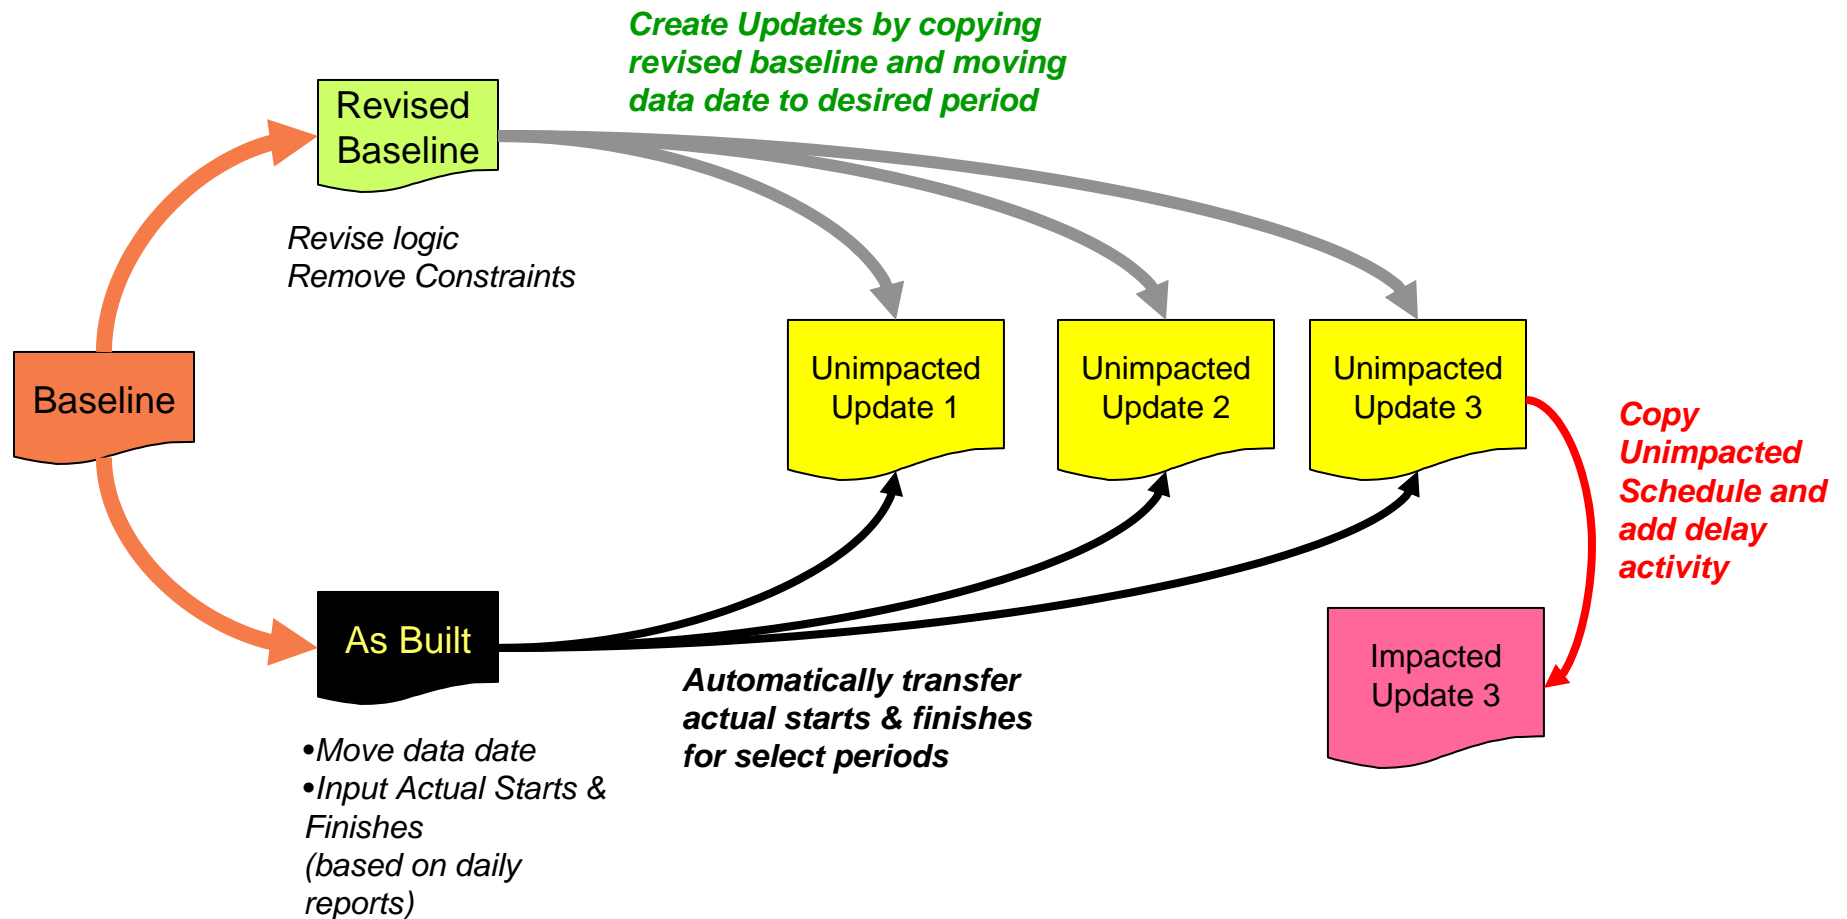 Create Updates by copying
revised baseline and moving
data date to desired period
Revised
Baseline
Revise logic
Remove Constraints
Baseline
Unimpacted
Update 1
Unimpacted
Update 2
Unimpacted
Update 3
Copy
Unimpacted
Schedule and
add delay
activity
As Built
•Move data date
•Input Actual Starts &
Finishes
(based on daily
reports)
Automatically transfer
actual starts & finishes
for select periods
Impacted
Update 3